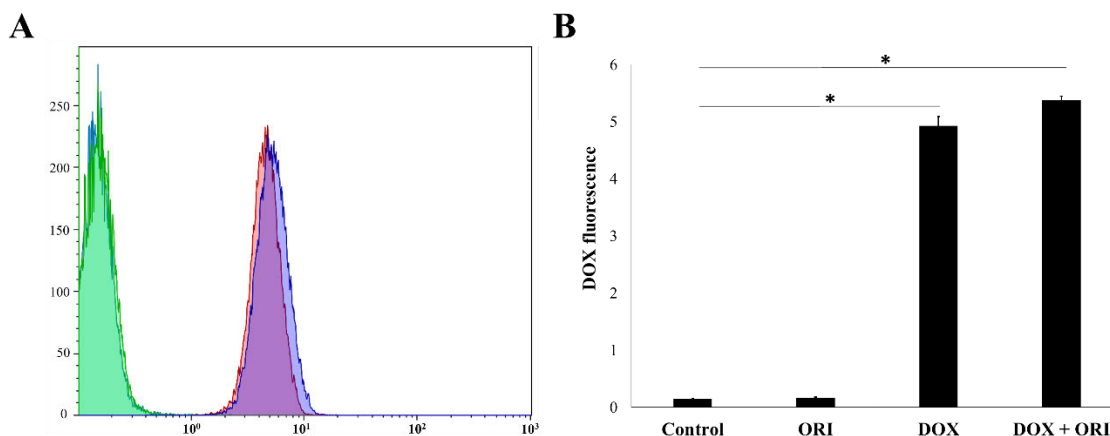 A
250
200
150
100
50
0
10⁰
10¹
10²
10³
B
DOX fluorescence
6
5
4
3
2
1
0
*
*
Control
ORI
DOX
DOX + ORI